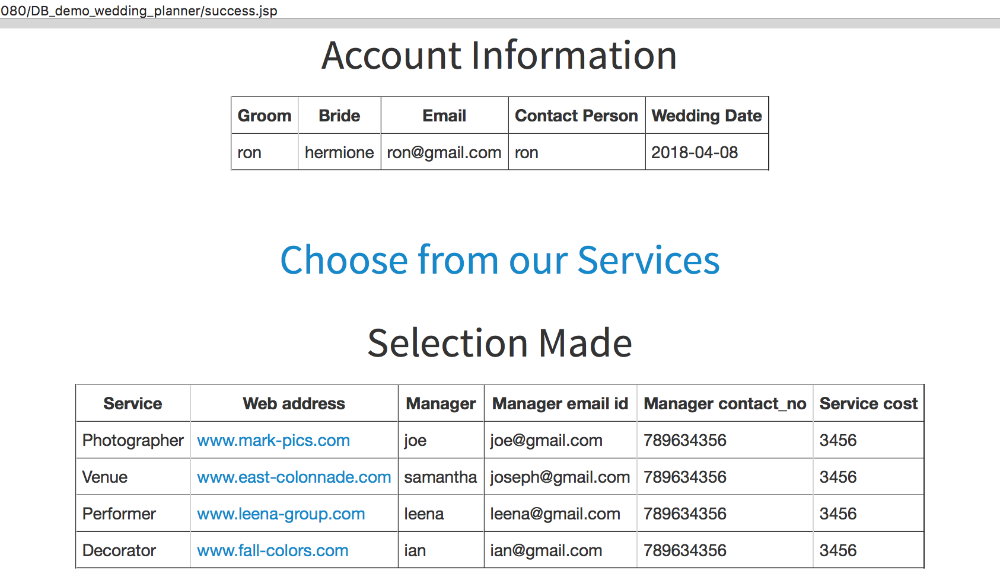 080/DB_demo_wedding_planner/success.jsp
Account Information
Groom Bride Email Contact Person Wedding Date
ron hermione ron@gmail.com ron 2018-04-08
Choose from our Services
Selection Made
Service Web address Manager Manager email id Manager contact_no Service cost
Photographer www.mark-pics.com joe joe@gmail.com 789634356 3456
Venue www.east-colonnade.com samantha joseph@gmail.com 789634356 3456
Performer www.leena-group.com leena leena@gmail.com 789634356 3456
Decorator www.fall-colors.com ian ian@gmail.com 789634356 3456